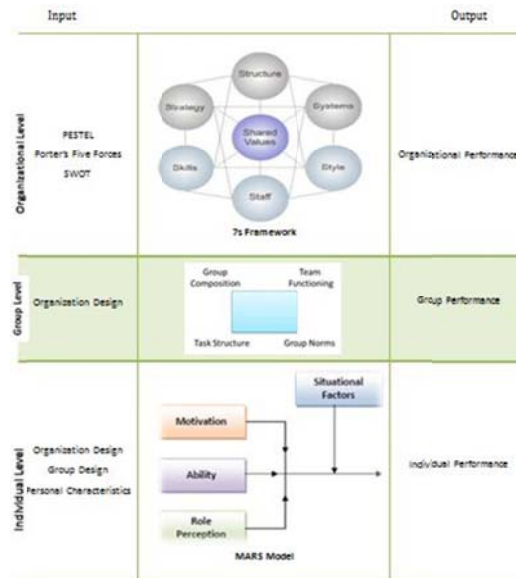 Input
Output
Organizational Level
PESTEL
Porter's Five Forces
SWOT
Structure
Strategy
Systems
Shared
Values
Skills
Style
Staff
7s Framework
Organizational Performance
Group Level
Organization Design
Group
Composition
Team
Functioning
Task Structure
Group Norms
Group Performance
Individual Level
Organization Design
Group Design
Personal Characteristics
Situational
Factors
Motivation
Ability
Role
Perception
MARS Model
Individual Performance